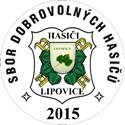 SBOR DOBROVOLNÝCH HASIČŮ
HASIČI
LIPOVICE
2015